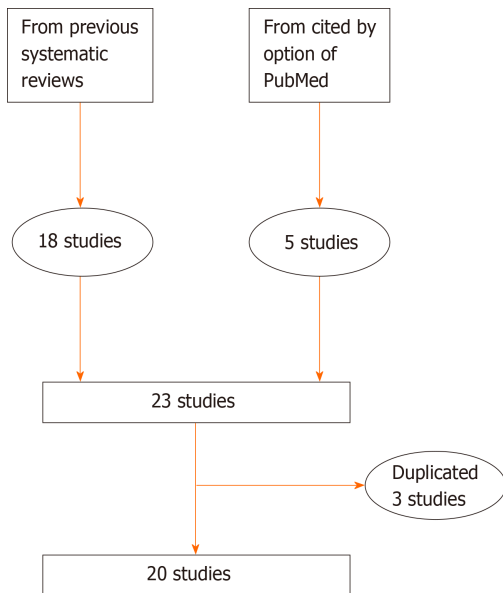 From previous
systematic
reviews
From cited by
option of
PubMed
18 studies
5 studies
23 studies
Duplicated
3 studies
20 studies